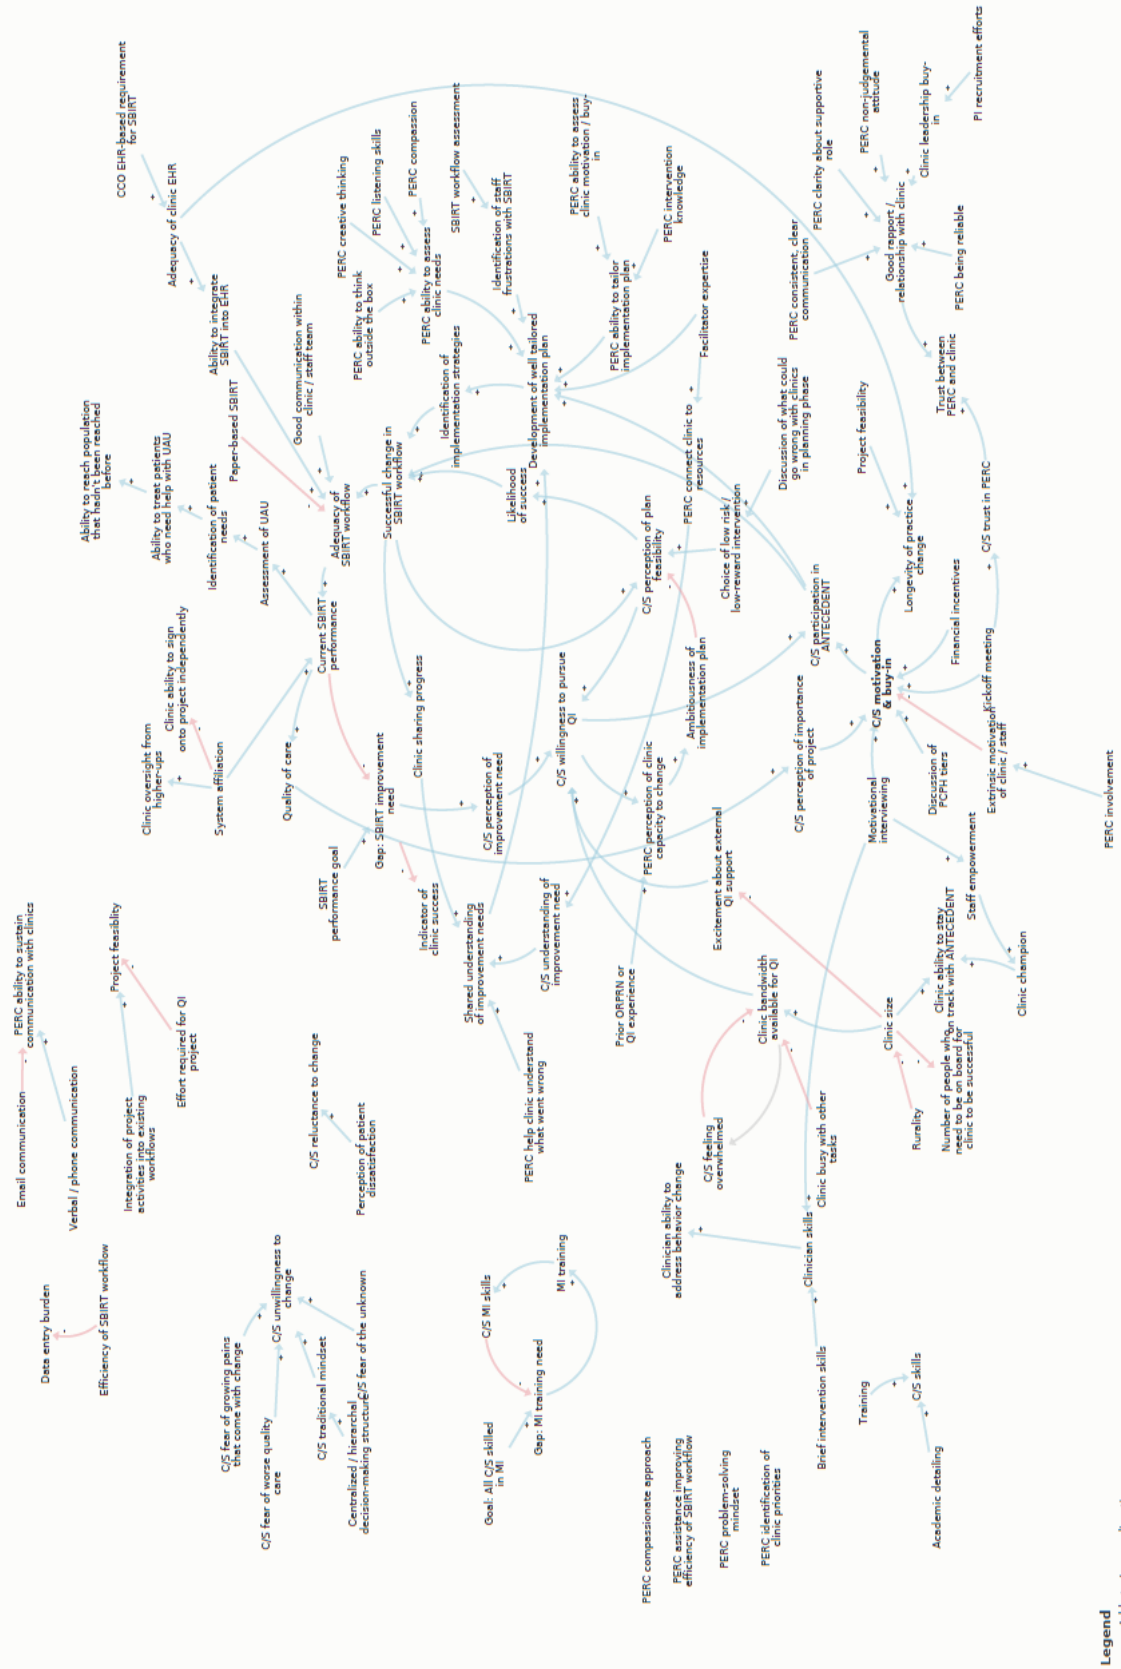 CCO EHR-based requirement
for SBIRT
Adequacy of clinic EHR
Ability to integrate
SBIRT into EHR
Paper-based SBIRT
Good communication within
clinic / staff team
Ability to reach population
that hadn't been reached
before
Ability to treat patients
who need help with UAU
Identification of patient
needs
Assessment of UAU
Adequacy of
SBIRT workflow
Current SBIRT
performance
Successful change in
SBIRT workflow
PERC creative thinking
PERC listening skills
PERC compassion
PERC ability to think
outside the box
PERC ability to assess
clinic needs
SBIRT workflow assessment
Identification of staff
frustrations with SBIRT
Identification of
implementation strategies
Development of well tailored
implementation plan
Likelihood
of success
PERC ability to assess
clinic motivation / buy-
in
PERC intervention
knowledge
PERC ability to tailor
implementation plan
Facilitator expertise
PERC connect clinic to
resources
C/S perception of plan
feasibility
Choice of low risk /
low-reward intervention
Discussion of what could
go wrong with clinics
in planning phase
PERC consistent, clear
communication
PERC clarity about supportive
role
PERC non-judgemental
attitude
Clinic leadership buy-
in
PI recruitment efforts
Good rapport /
relationship with clinic
PERC being reliable
Trust between
PERC and clinic
Project feasibility
Longevity of practice
change
C/S trust in PERC
Financial incentives
Kickoff meeting
C/S participation in
ANTECEDENT
C/S motivation
& buy-in
C/S perception of importance
of project
Motivational
interviewing
Discussion of
PCPH tiers
Extrinsic motivation
of clinic / staff
PERC involvement
Staff empowerment
Clinic champion
Clinic ability to stay
on track with ANTECEDENT
Clinic size
Number of people who
need to be on board for
clinic to be successful
Rurality
Clinic bandwidth
available for QI
Clinic busy with other
tasks
C/S feeling
overwhelmed
Excitement about external
QI support
PERC perception of clinic
capacity to change
Ambitiousness of
implementation plan
C/S willingness to pursue
QI
Prior ORPRN or
QI experience
C/S perception of
improvement need
C/S understanding of
improvement need
Shared understanding
of improvement needs
PERC help clinic understand
what went wrong
Clinic sharing progress
Indicator of
clinic success
Gap: SBIRT improvement
need
SBIRT
performance goal
Quality of care
System affiliation
Clinic oversight from
higher-ups
Clinic ability to sign
onto project independently
PERC ability to sustain
communication with clinics
Email communication
Verbal / phone communication
Project feasiblity
Integration of project
activities into existing
workflows
Effort required for QI
project
C/S reluctance to change
Perception of patient
dissatisfaction
Data entry burden
Efficiency of SBIRT workflow
C/S unwillingness to
change
C/S fear of growing pains
that come with change
C/S fear of worse quality
care
C/S traditional mindset
C/S fear of the unknown
Centralized / hierarchal
decision-making structure
C/S MI skills
MI training
Gap: MI training need
Goal: All C/S skilled
in MI
Clinician ability to
address behavior change
Clinician skills
Brief intervention skills
Training
C/S skills
Academic detailing
PERC compassionate approach
PERC assistance improving
efficiency of SBIRT workflow
PERC problem-solving
mindset
PERC identification of
clinic priorities
Legend